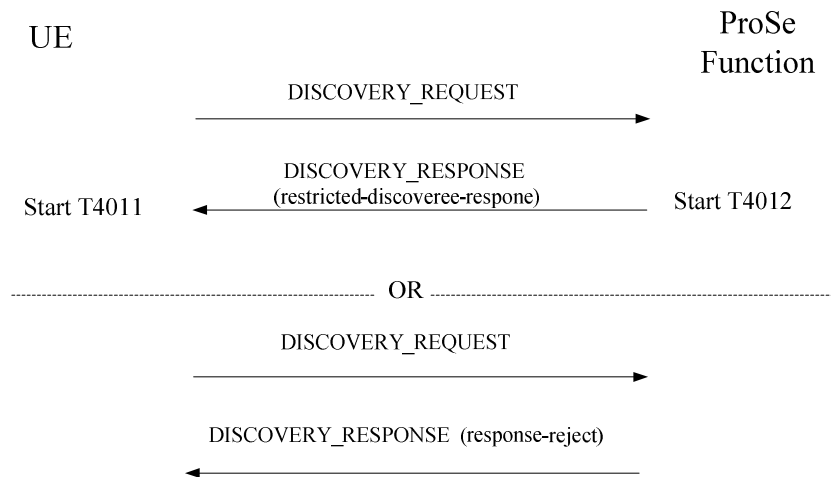 UE
ProSe
Function
DISCOVERY_REQUEST
DISCOVERY_RESPONSE
(restricted-discoveree-respone)
Start T4011
Start T4012
OR
DISCOVERY_REQUEST
DISCOVERY_RESPONSE (response-reject)